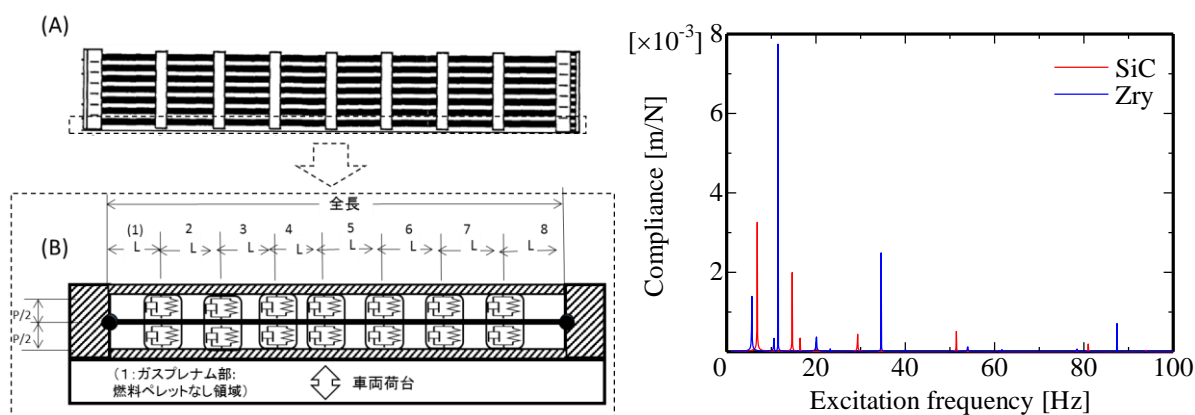 (A)
(B)
全長
(1) 2 3 4 5 6 7 8
L L L L L L L L
P/2
P/2
(1:ガスプレナム部;
燃料ペレットなし領域)
車両荷台
[×10⁻³]
8
6
4
2
0 20 40 60 80 100
Compliance [m/N]
Excitation frequency [Hz]
SiC
Zry